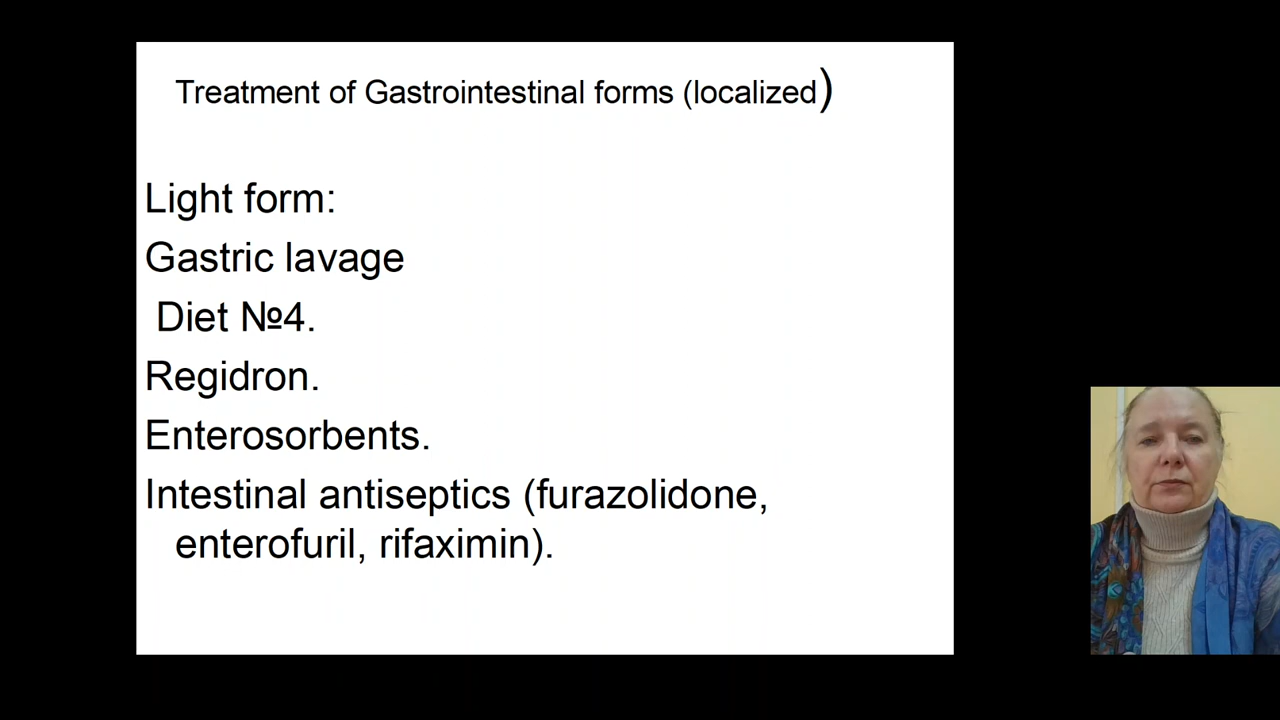 Treatment of Gastrointestinal forms (localized)
Light form:
Gastric lavage
Diet №4.
Regidron.
Enterosorbents.
Intestinal antiseptics (furazolidone,
enterofuril, rifaximin).